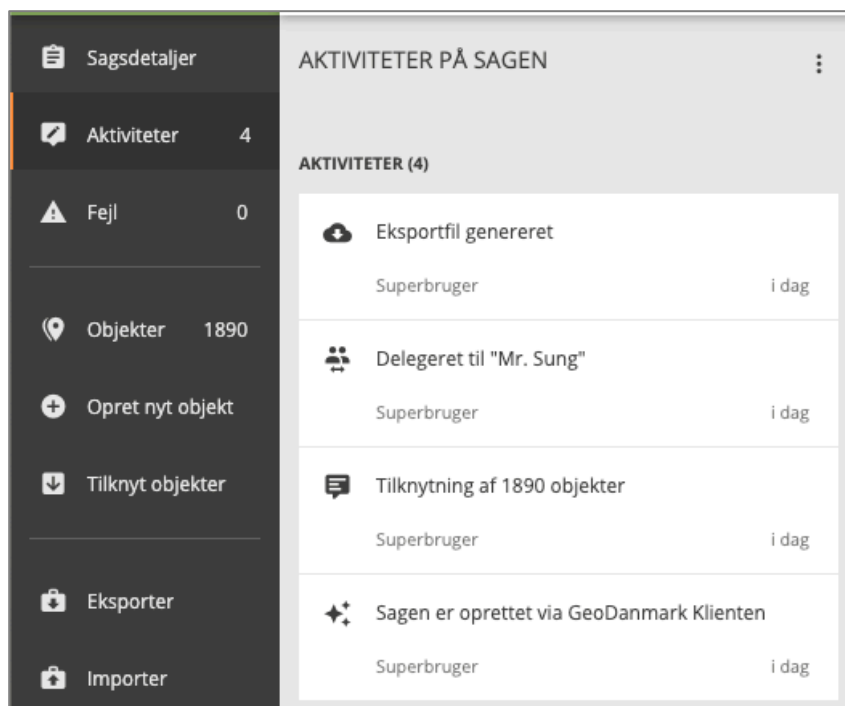 Sagsdetaljer
Aktiviteter 4
Fejl 0
Objekter 1890
Opret nyt objekt
Tilknyt objekter
Eksporter
Importer
AKTIVITETER PÅ SAGEN
AKTIVITETER (4)
Eksportfil genereret
Superbruger i dag
Delegeret til "Mr. Sung"
Superbruger i dag
Tilknytning af 1890 objekter
Superbruger i dag
Sagen er oprettet via GeoDanmark Klienten
Superbruger i dag